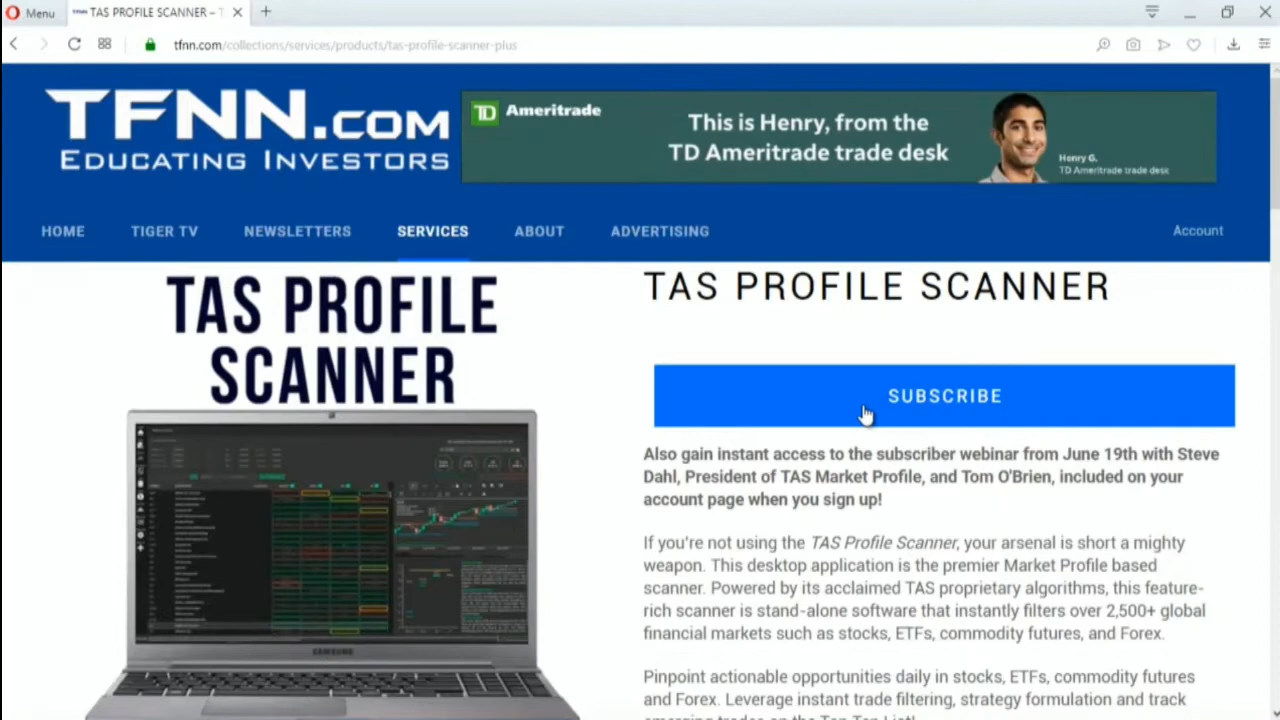 Menu
TAS PROFILE SCANNER – T
tfnn.com/collections/services/products/tas-profile-scanner-plus
TFNN.COM
EDUCATING INVESTORS
TD Ameritrade
This is Henry, from the
TD Ameritrade trade desk
Henry G.
TD Ameritrade trade desk
HOME
TIGER TV
NEWSLETTERS
SERVICES
ABOUT
ADVERTISING
Account
TAS PROFILE
SCANNER
SAMSUNG
TAS PROFILE SCANNER
SUBSCRIBE
Also gain instant access to the subscriber webinar from June 19th with Steve
Dahl, President of TAS Market Profile, and Tom O'Brien, included on your
account page when you sign up!
If you're not using the TAS Profile Scanner, your arsenal is short a mighty
weapon. This desktop application is the premier Market Profile based
scanner. Powered by its acclaimed TAS proprietary algorithms, this feature-
rich scanner is stand-alone software that instantly filters over 2,500+ global
financial markets such as stocks, ETFs, commodity futures, and Forex.
Pinpoint actionable opportunities daily in stocks, ETFs, commodity futures
and Forex. Leverage instant trade filtering, strategy formulation and track
emerging trades on the Top Ten List!